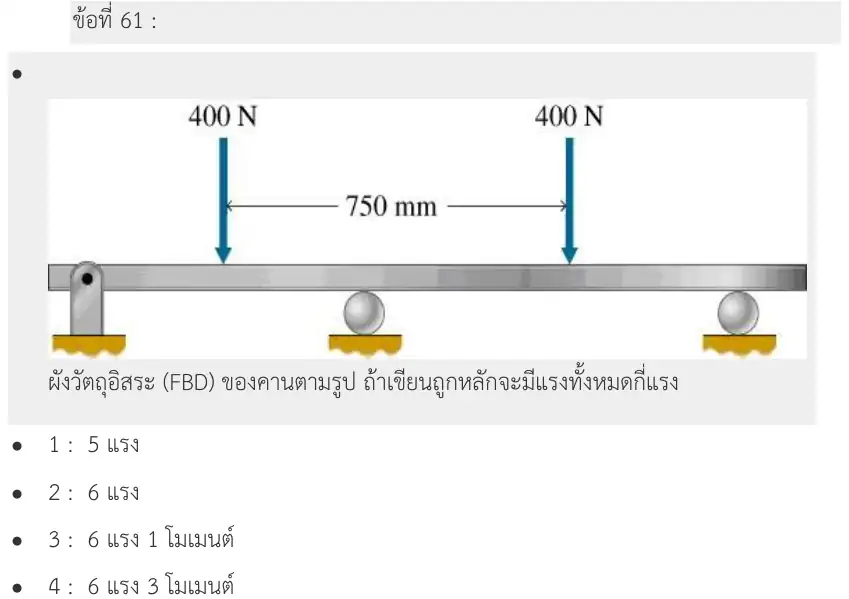 ข้อที่ 61 :
400 N
400 N
750 mm
ผังวัตถุอิสระ (FBD) ของคานตามรูป ถ้าเขียนถูกหลักจะมีแรงทั้งหมดกี่แรง
1 : 5 แรง
2 : 6 แรง
3 : 6 แรง 1 โมเมนต์
4 : 6 แรง 3 โมเมนต์